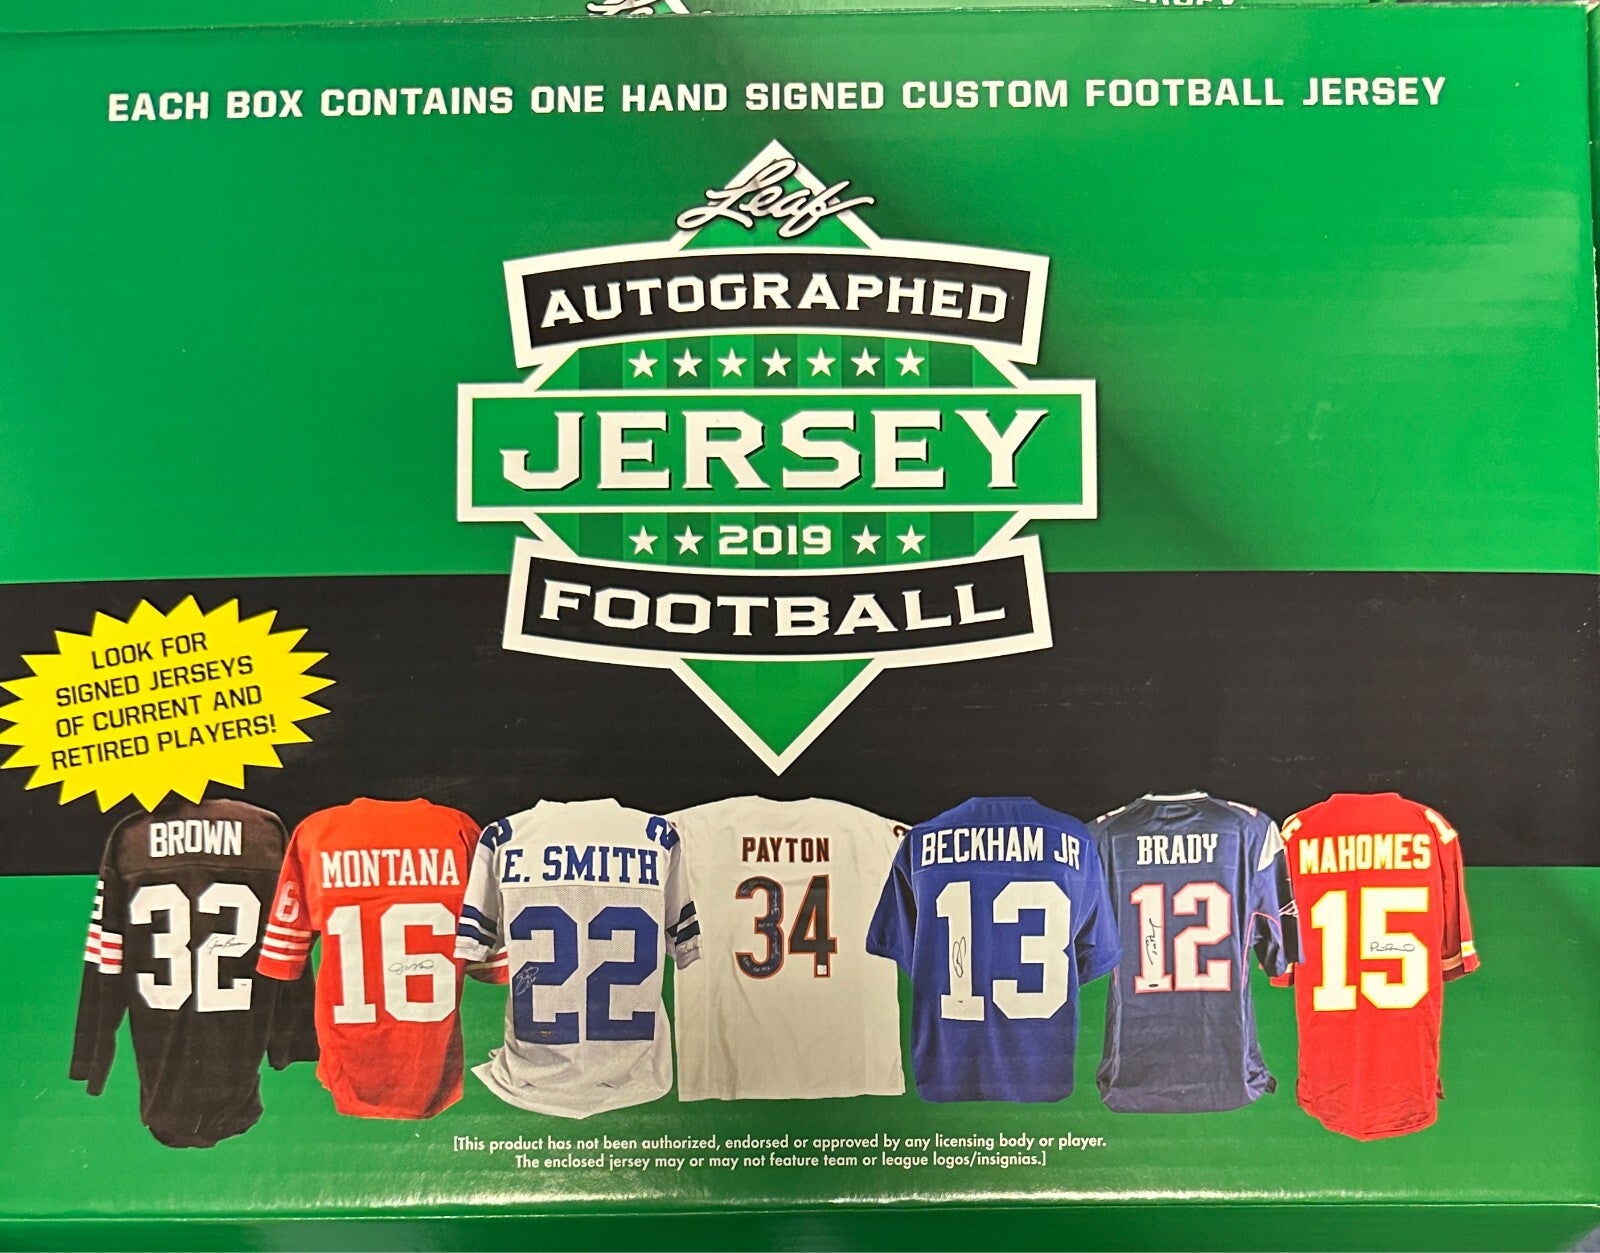 EACH BOX CONTAINS ONE HAND SIGNED CUSTOM FOOTBALL JERSEY
Leaf
AUTOGRAPHED
JERSEY
2019
FOOTBALL
LOOK FOR
SIGNED JERSEYS
OF CURRENT AND
RETIRED PLAYERS!
BROWN
32
MONTANA
16
16
E. SMITH
22
2
2
PAYTON
34
BECKHAM JR
13
BRADY
12
MAHOMES
15
[This product has not been authorized, endorsed or approved by any licensing body or player.
The enclosed jersey may or may not feature team or league logos/insignias.]